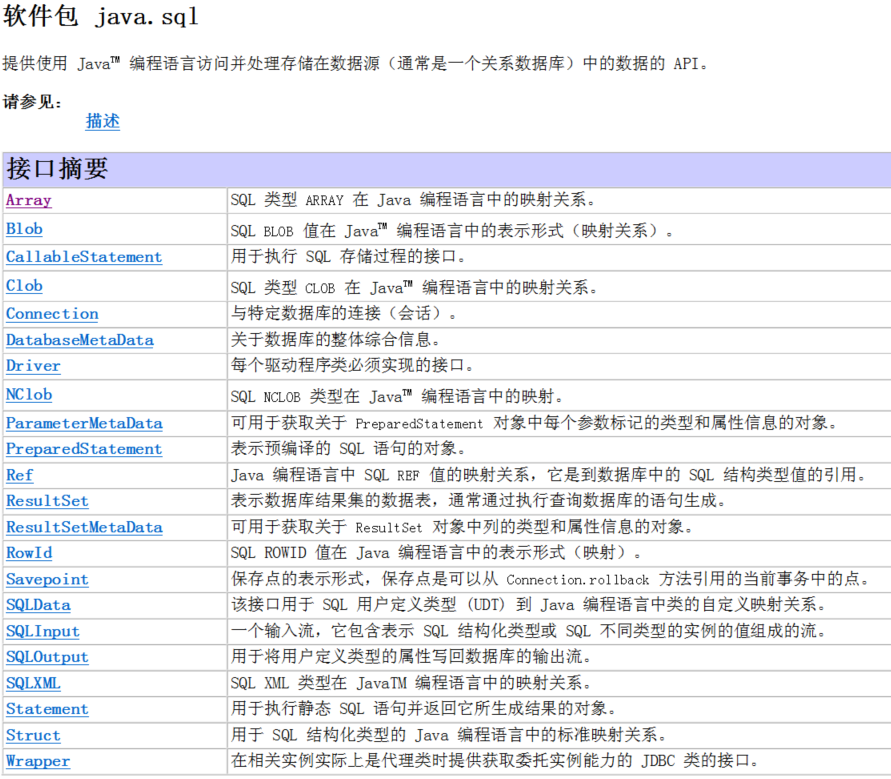 软件包 java.sql
提供使用 Java™ 编程语言访问并处理存储在数据源（通常是一个关系数据库）中的数据的 API。
请参见：
描述
接口摘要
Array SQL 类型 ARRAY 在 Java 编程语言中的映射关系。
Blob SQL BLOB 值在 Java™ 编程语言中的表示形式（映射关系）。
CallableStatement 用于执行 SQL 存储过程的接口。
Clob SQL 类型 CLOB 在 Java™ 编程语言中的映射关系。
Connection 与特定数据库的连接（会话）。
DatabaseMetaData 关于数据库的整体综合信息。
Driver 每个驱动程序类必须实现的接口。
NClob SQL NCLOB 类型在 Java™ 编程语言中的映射。
ParameterMetaData 可用于获取关于 PreparedStatement 对象中每个参数标记的类型和属性信息的对象。
PreparedStatement 表示预编译的 SQL 语句的对象。
Ref Java 编程语言中 SQL REF 值的映射关系，它是到数据库中的 SQL 结构类型值的引用。
ResultSet 表示数据库结果集的数据表，通常通过执行查询数据库的语句生成。
ResultSetMetaData 可用于获取关于 ResultSet 对象中列的类型和属性信息的对象。
RowId SQL ROWID 值在 Java 编程语言中的表示形式（映射）。
Savepoint 保存点的表示形式，保存点是可以从 Connection.rollback 方法引用的当前事务中的点。
SQLData 该接口用于 SQL 用户定义类型 (UDT) 到 Java 编程语言中类的自定义映射关系。
SQLInput 一个输入流，它包含表示 SQL 结构化类型或 SQL 不同类型的实例的值组成的流。
SQLOutput 用于将用户定义类型的属性写回数据库的输出流。
SQLXML SQL XML 类型在 JavaTM 编程语言中的映射关系。
Statement 用于执行静态 SQL 语句并返回它所生成结果的对象。
Struct 用于 SQL 结构化类型的 Java 编程语言中的标准映射关系。
Wrapper 在相关实例实际上是代理类时提供获取委托实例能力的 JDBC 类的接口。